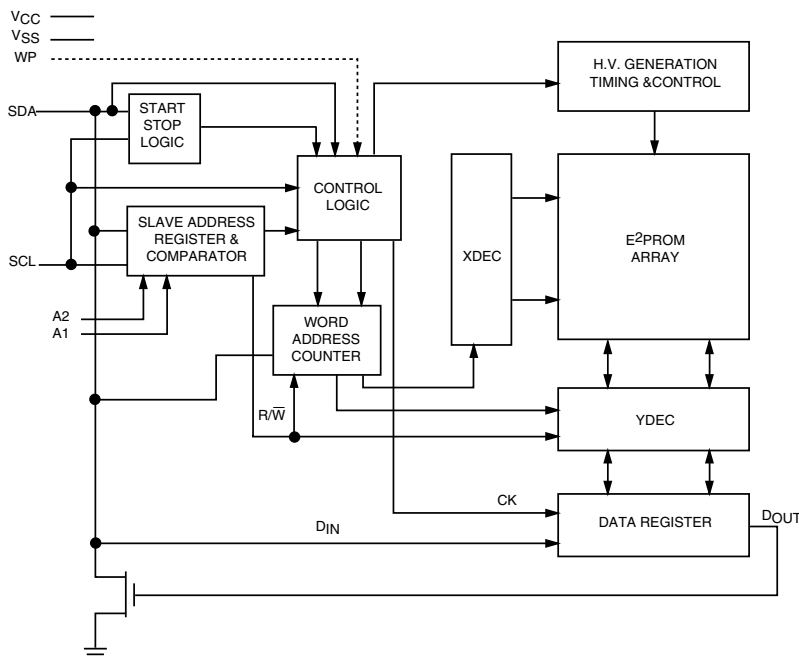 VCC
VSS
WP
SDA
START
STOP
LOGIC
H.V. GENERATION
TIMING &CONTROL
CONTROL
LOGIC
SLAVE ADDRESS
REGISTER &
COMPARATOR
SCL
XDEC
E2PROM
ARRAY
A2
A1
WORD
ADDRESS
COUNTER
R/W̅
YDEC
CK
DIN
DATA REGISTER
DOUT